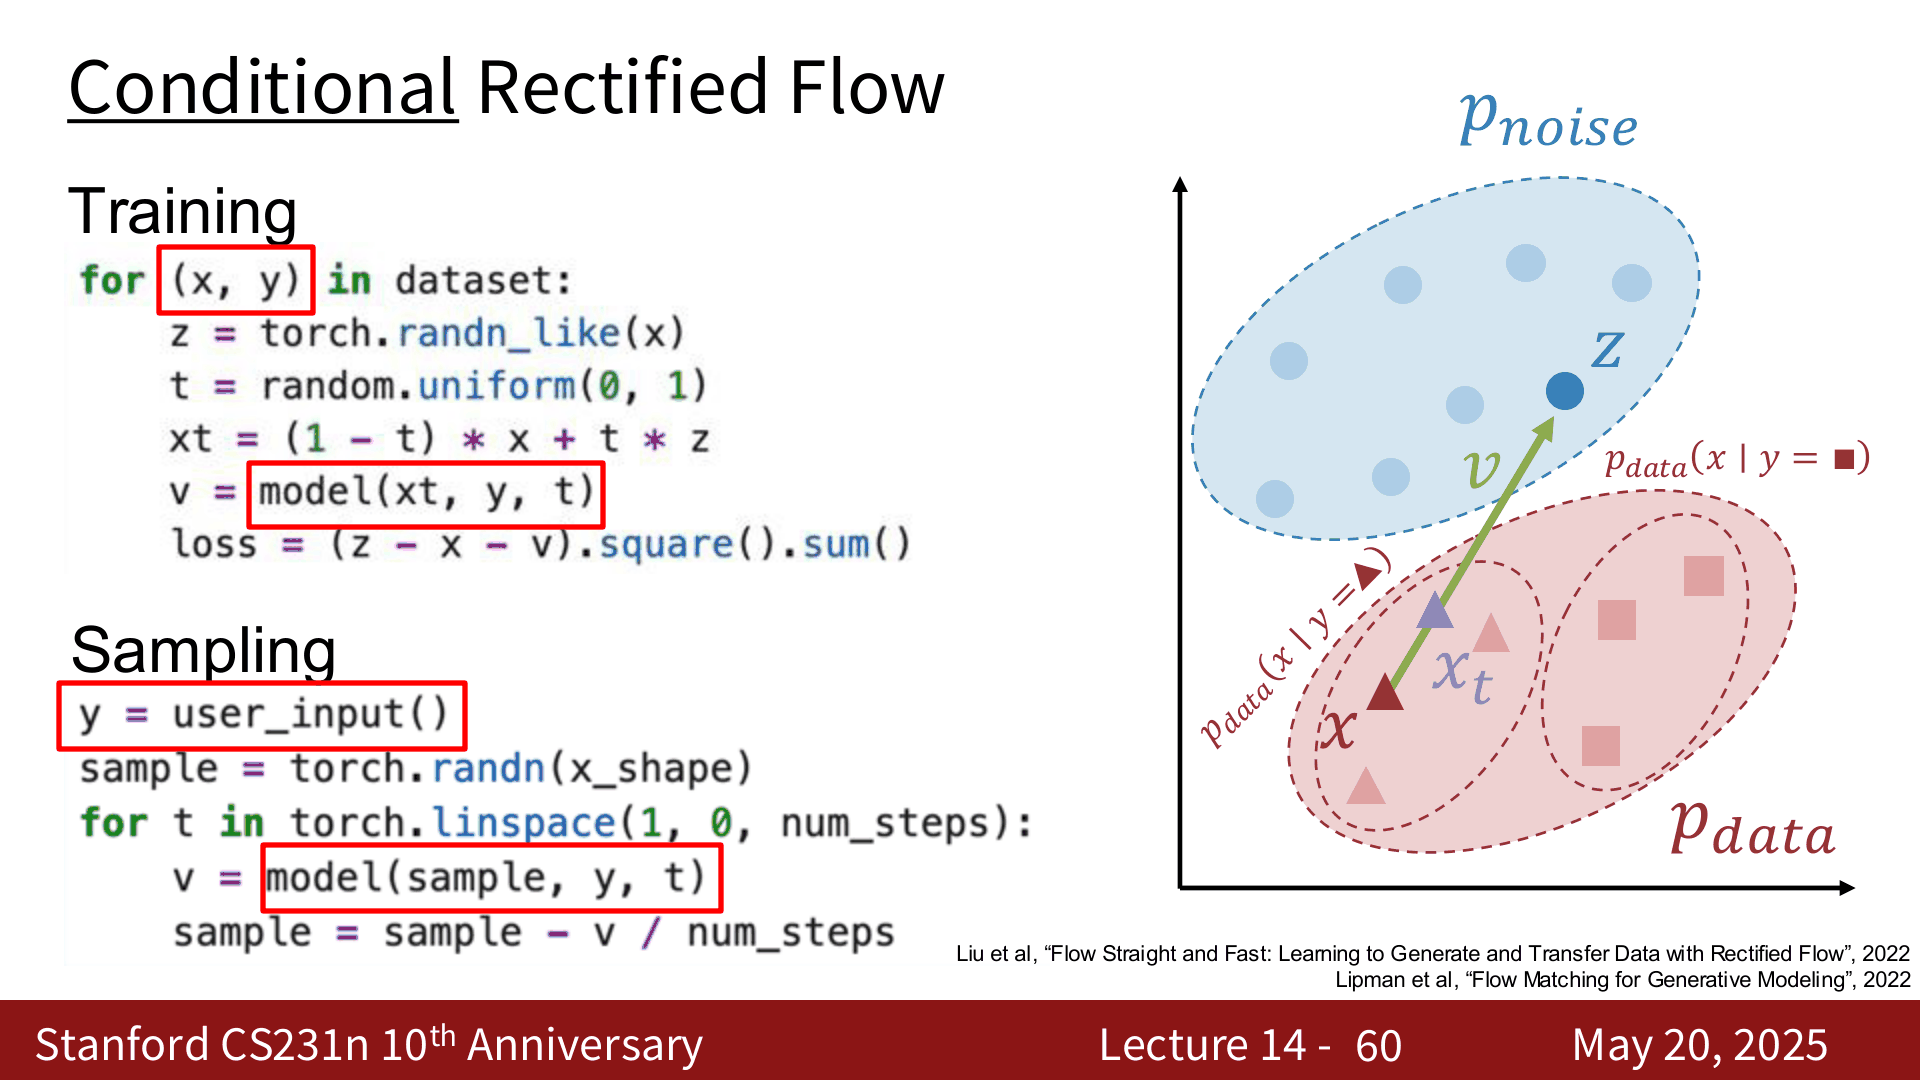 Conditional Rectified Flow
Training
for (x, y) in dataset:
    z = torch.randn_like(x)
    t = random.uniform(0, 1)
    xt = (1 - t) * x + t * z
    v = model(xt, y, t)
    loss = (z - x - v).square().sum()
Sampling
y = user_input()
sample = torch.randn(x_shape)
for t in torch.linspace(1, 0, num_steps):
    v = model(sample, y, t)
    sample = sample - v / num_steps
p_noise
z
v
p_data(x | y = ■)
p_data(x | y = ▲)
x_t
x
p_data
Liu et al, “Flow Straight and Fast: Learning to Generate and Transfer Data with Rectified Flow”, 2022
Lipman et al, “Flow Matching for Generative Modeling”, 2022
Stanford CS231n 10th Anniversary
Lecture 14 - 60
May 20, 2025